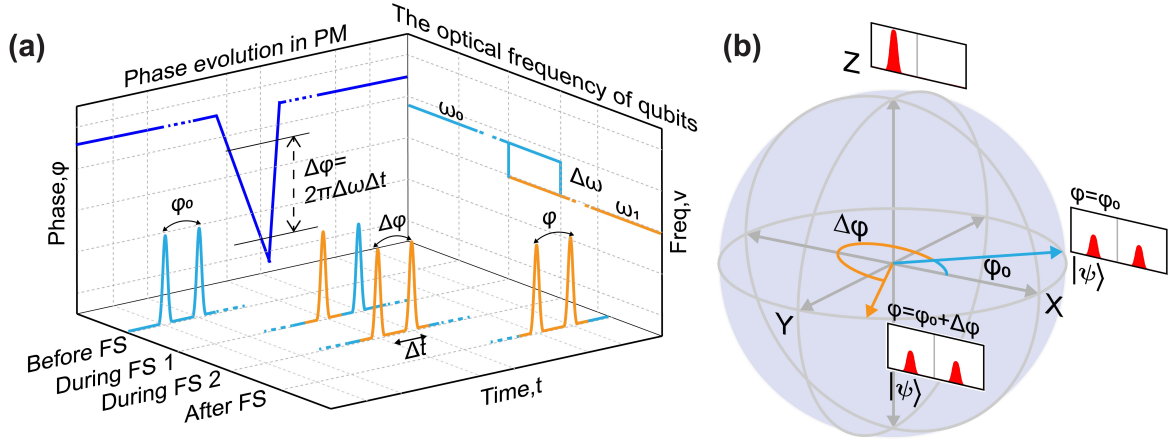 (a)
Phase evolution in PM
The optical frequency of qubits
Phase,φ
Δφ=
2πΔωΔt
ω₀
Δω
ω₁
Freq,ν
φ₀
Δφ
φ
Δt
Before FS
During FS 1
During FS 2
After FS
Time,t
(b)
Z
φ=φ₀
|ψ⟩
Δφ
φ₀
X
Y
φ=φ₀+Δφ
|ψ⟩